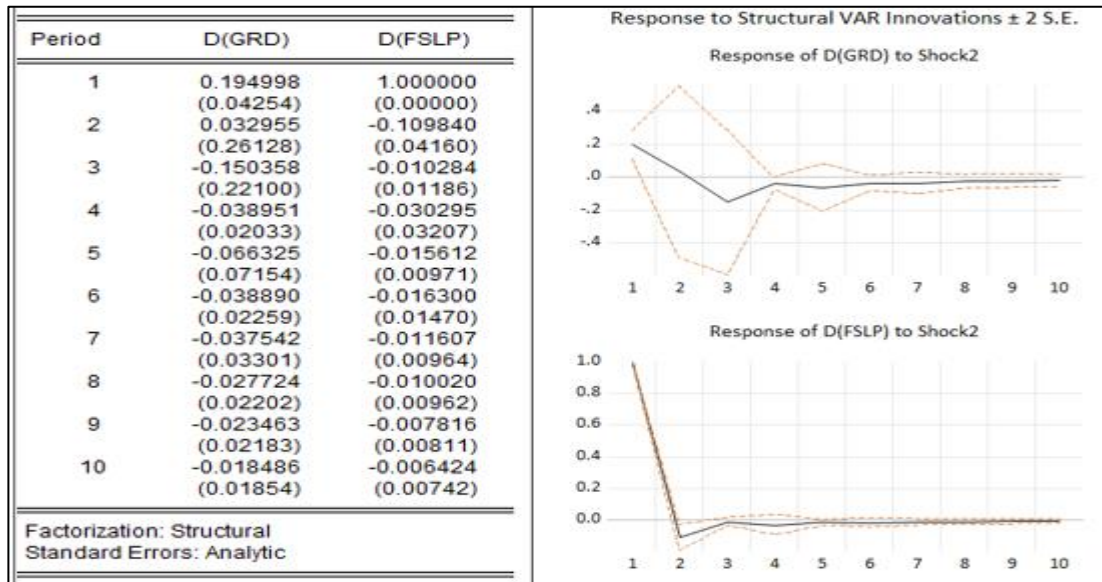 Period D(GRD) D(FSLP)
1 0.194998 1.000000
(0.04254) (0.00000)
2 0.032955 -0.109840
(0.26128) (0.04160)
3 -0.150358 -0.010284
(0.22100) (0.01186)
4 -0.038951 -0.030295
(0.02033) (0.03207)
5 -0.066325 -0.015612
(0.07154) (0.00971)
6 -0.038890 -0.016300
(0.02259) (0.01470)
7 -0.037542 -0.011607
(0.03301) (0.00964)
8 -0.027724 -0.010020
(0.02202) (0.00962)
9 -0.023463 -0.007816
(0.02183) (0.00811)
10 -0.018486 -0.006424
(0.01854) (0.00742)
Factorization: Structural
Standard Errors: Analytic
Response to Structural VAR Innovations ± 2 S.E.
Response of D(GRD) to Shock2
.4
.2
.0
-.2
-.4
1 2 3 4 5 6 7 8 9 10
Response of D(FSLP) to Shock2
1.0
0.8
0.6
0.4
0.2
0.0
1 2 3 4 5 6 7 8 9 10